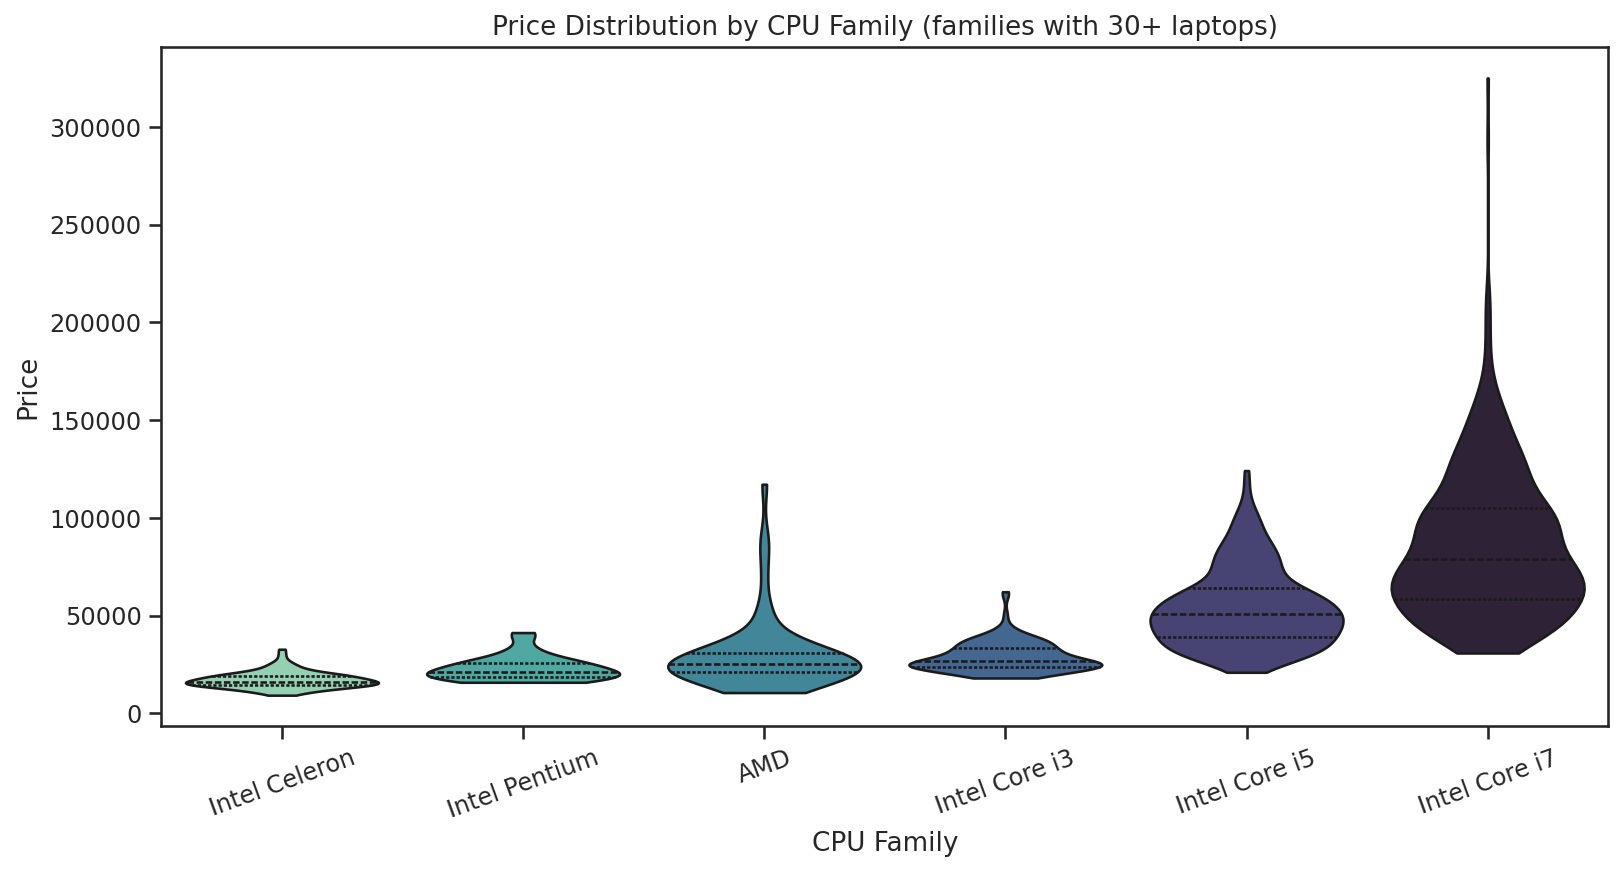 Price Distribution by CPU Family (families with 30+ laptops)
Price
300000
250000
200000
150000
100000
50000
0
Intel Celeron
Intel Pentium
AMD
Intel Core i3
Intel Core i5
Intel Core i7
CPU Family